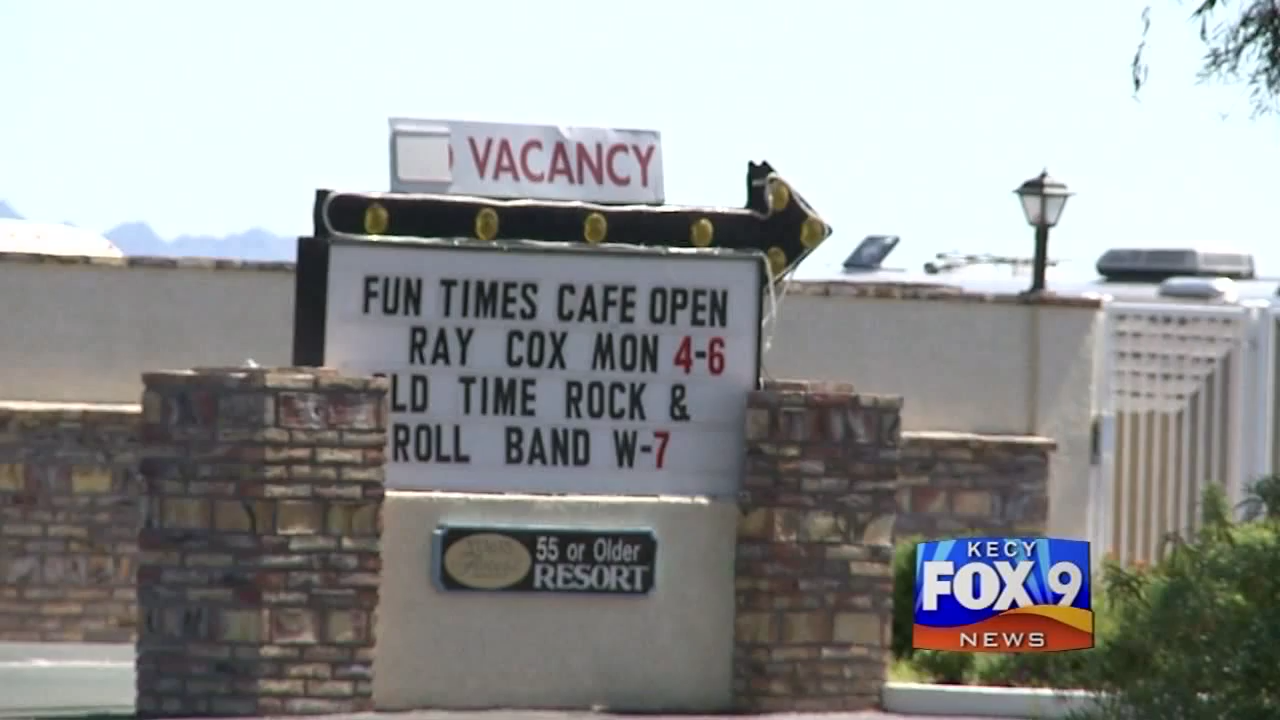 VACANCY
FUN TIMES CAFE OPEN
RAY COX MON 4-6
OLD TIME ROCK &
ROLL BAND W-7
55 or Older
RESORT
KECY
FOX 9
NEWS